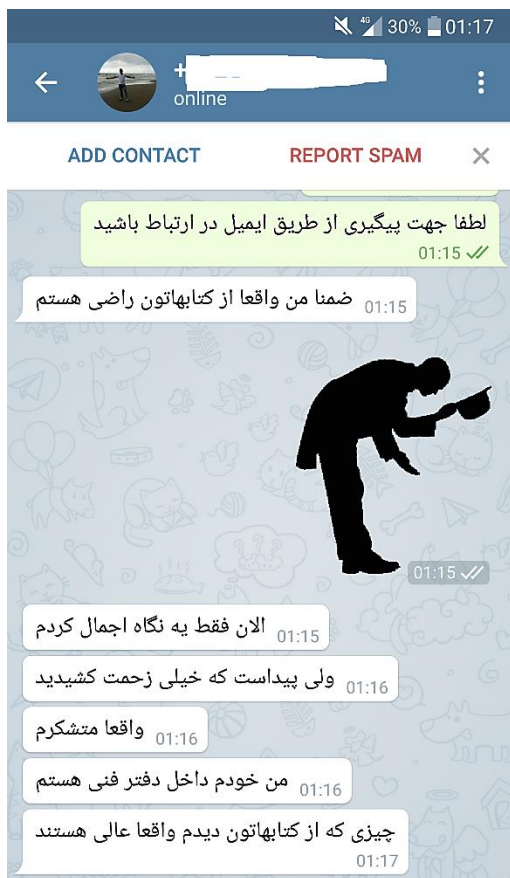 4G 30% 01:17
+
online
ADD CONTACT REPORT SPAM
لطفا جهت پیگیری از طریق ایمیل در ارتباط باشید
01:15
ضمنا من واقعا از کتابهاتون راضی هستم 01:15
01:15
الان فقط یه نگاه اجمال کردم 01:15
ولی پیداست که خیلی زحمت کشیدید 01:16
واقعا متشکرم 01:16
من خودم داخل دفتر فنی هستم 01:16
چیزی که از کتابهاتون دیدم واقعا عالی هستند
01:17